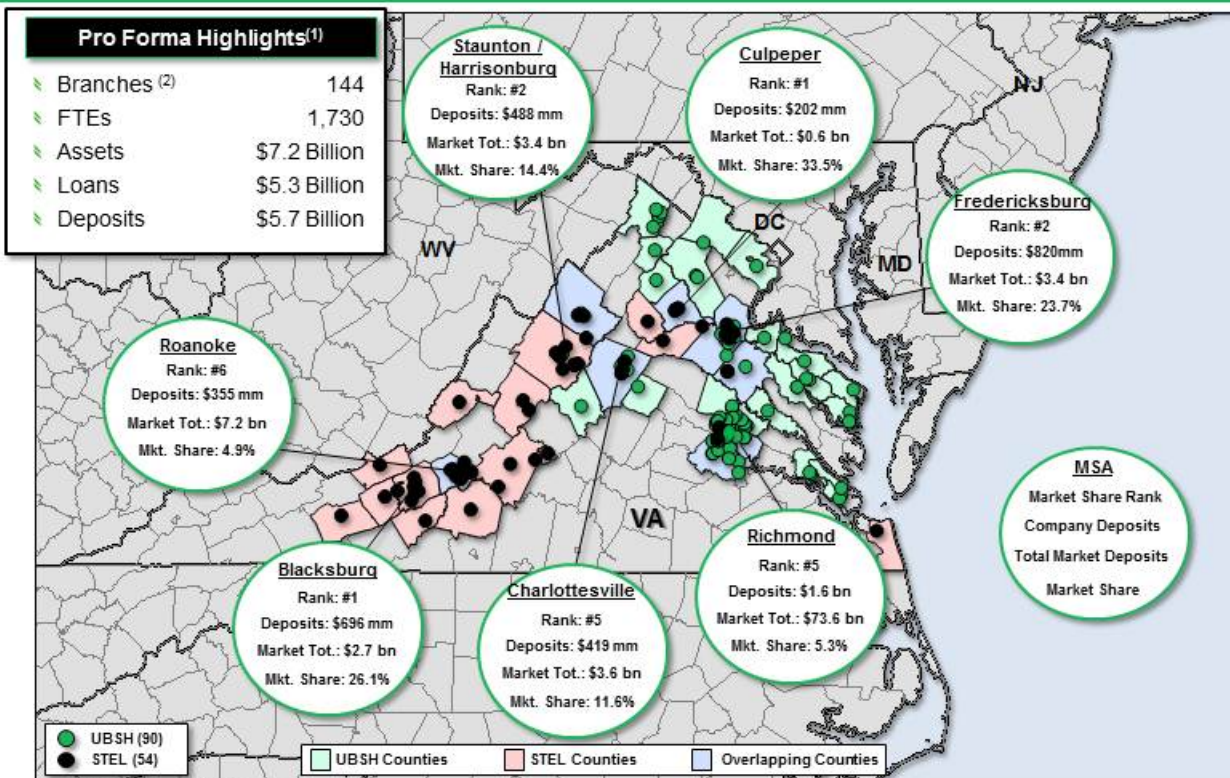 Pro Forma Highlights(1)
Branches (2) 144
FTEs 1,730
Assets $7.2 Billion
Loans $5.3 Billion
Deposits $5.7 Billion
Staunton /
Harrisonburg
Rank: #2
Deposits: $488 mm
Market Tot.: $3.4 bn
Mkt. Share: 14.4%
Culpeper
Rank: #1
Deposits: $202 mm
Market Tot.: $0.6 bn
Mkt. Share: 33.5%
Fredericksburg
Rank: #2
Deposits: $820mm
Market Tot.: $3.4 bn
Mkt. Share: 23.7%
NJ
DC
WV
MD
VA
Roanoke
Rank: #6
Deposits: $355 mm
Market Tot.: $7.2 bn
Mkt. Share: 4.9%
MSA
Market Share Rank
Company Deposits
Total Market Deposits
Market Share
Blacksburg
Rank: #1
Deposits: $696 mm
Market Tot.: $2.7 bn
Mkt. Share: 26.1%
Charlottesville
Rank: #5
Deposits: $419 mm
Market Tot.: $3.6 bn
Mkt. Share: 11.6%
Richmond
Rank: #5
Deposits: $1.6 bn
Market Tot.: $73.6 bn
Mkt. Share: 5.3%
UBSH (90)
STEL (54)
UBSH Counties
STEL Counties
Overlapping Counties